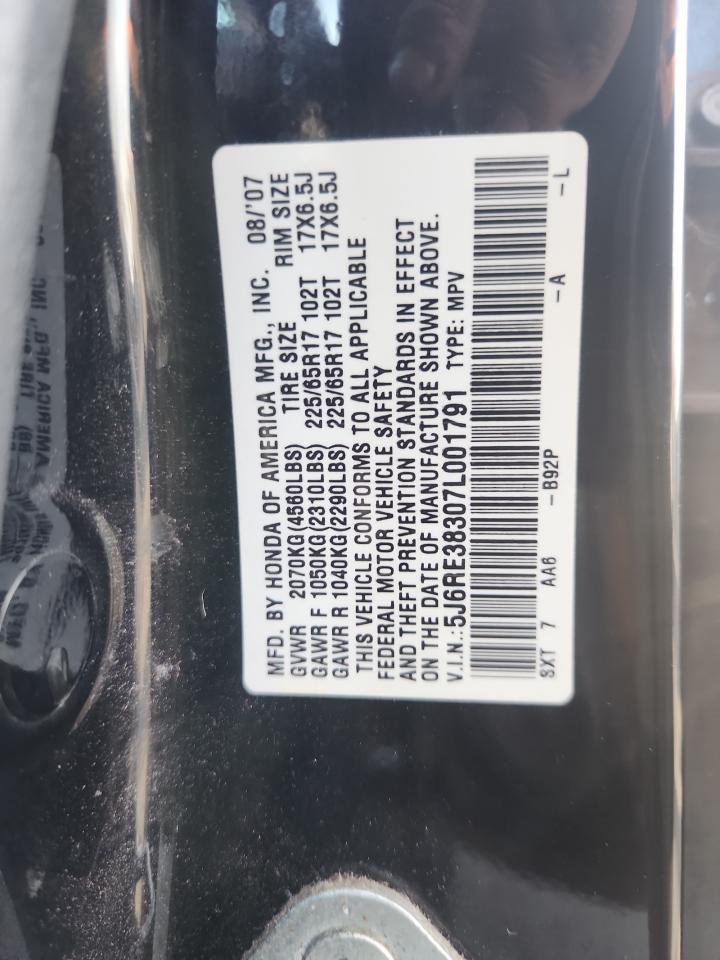 MFD. BY HONDA OF AMERICA MFG., INC. 08/'07
GVWR 2070KG(4560LBS) TIRE SIZE RIM SIZE
GAWR F 1050KG(2310LBS) 225/65R17 102T 17X6.5J
GAWR R 1040KG(2290LBS) 225/65R17 102T 17X6.5J
THIS VEHICLE CONFORMS TO ALL APPLICABLE
FEDERAL MOTOR VEHICLE SAFETY
AND THEFT PREVENTION STANDARDS IN EFFECT
ON THE DATE OF MANUFACTURE SHOWN ABOVE.
V.I.N.:5J6RE38307L001791 TYPE: MPV
SXT 7 AA6 -B92P -A -L